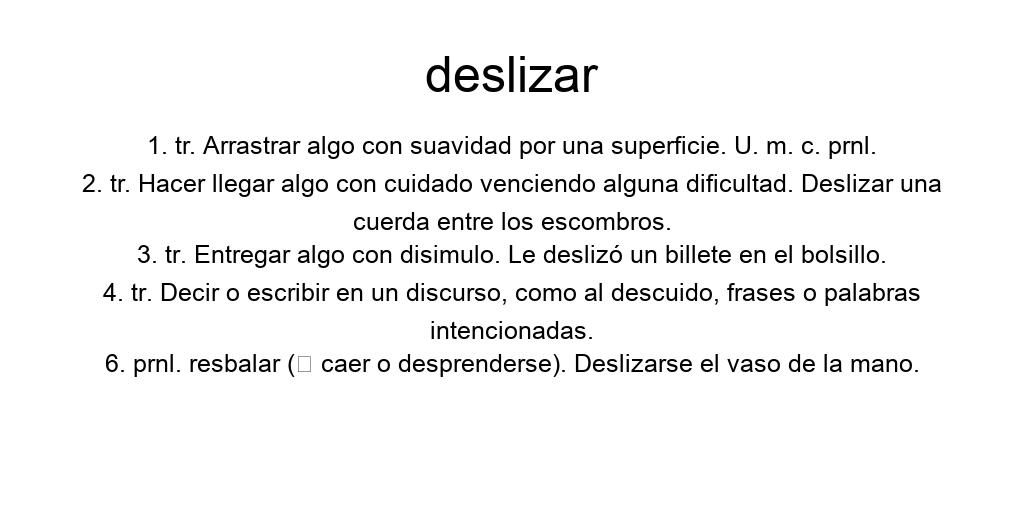 deslizar
1. tr. Arrastrar algo con suavidad por una superficie. U. m. c. prnl.
2. tr. Hacer llegar algo con cuidado venciendo alguna dificultad. Deslizar una
cuerda entre los escombros.
3. tr. Entregar algo con disimulo. Le deslizó un billete en el bolsillo.
4. tr. Decir o escribir en un discurso, como al descuido, frases o palabras
intencionadas.
6. prnl. resbalar (□ caer o desprenderse). Deslizarse el vaso de la mano.